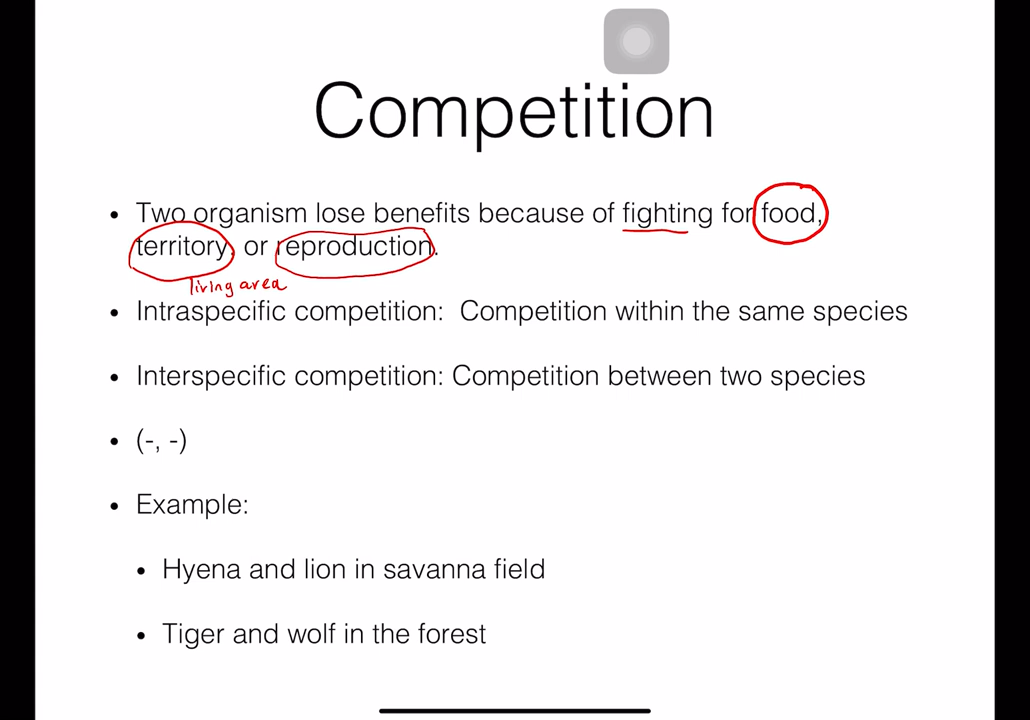 Competition
• Two organism lose benefits because of fighting for food,
territory, or reproduction.
living area
• Intraspecific competition: Competition within the same species
• Interspecific competition: Competition between two species
• (-, -)
• Example:
• Hyena and lion in savanna field
• Tiger and wolf in the forest